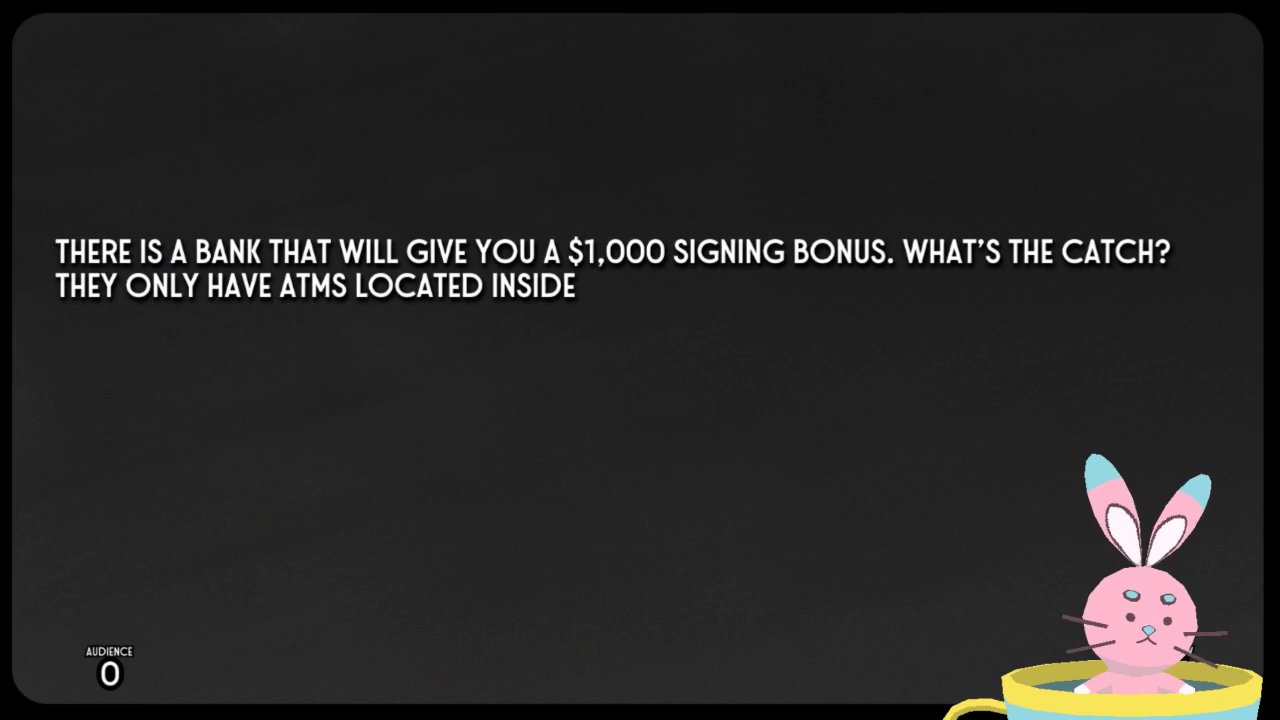 THERE IS A BANK THAT WILL GIVE YOU A $1,000 SIGNING BONUS. WHAT'S THE CATCH?
THEY ONLY HAVE ATMS LOCATED INSIDE
AUDIENCE
0